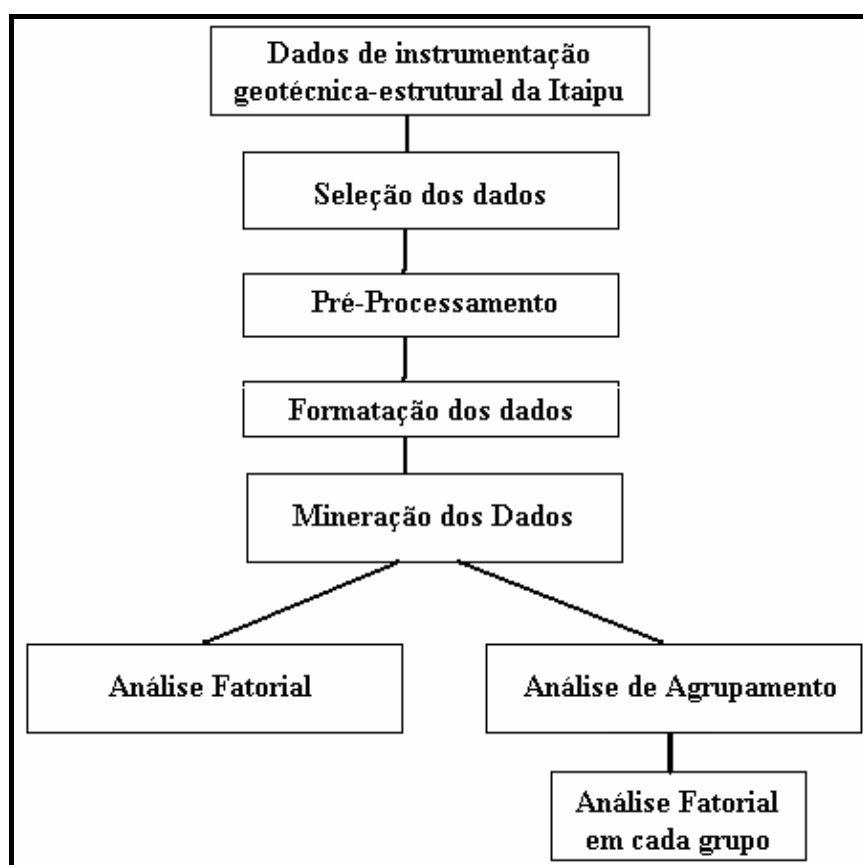 Dados de instrumentação
geotécnica-estrutural da Itaipu
Seleção dos dados
Pré-Processamento
Formatação dos dados
Mineração dos Dados
Análise Fatorial
Análise de Agrupamento
Análise Fatorial
em cada grupo